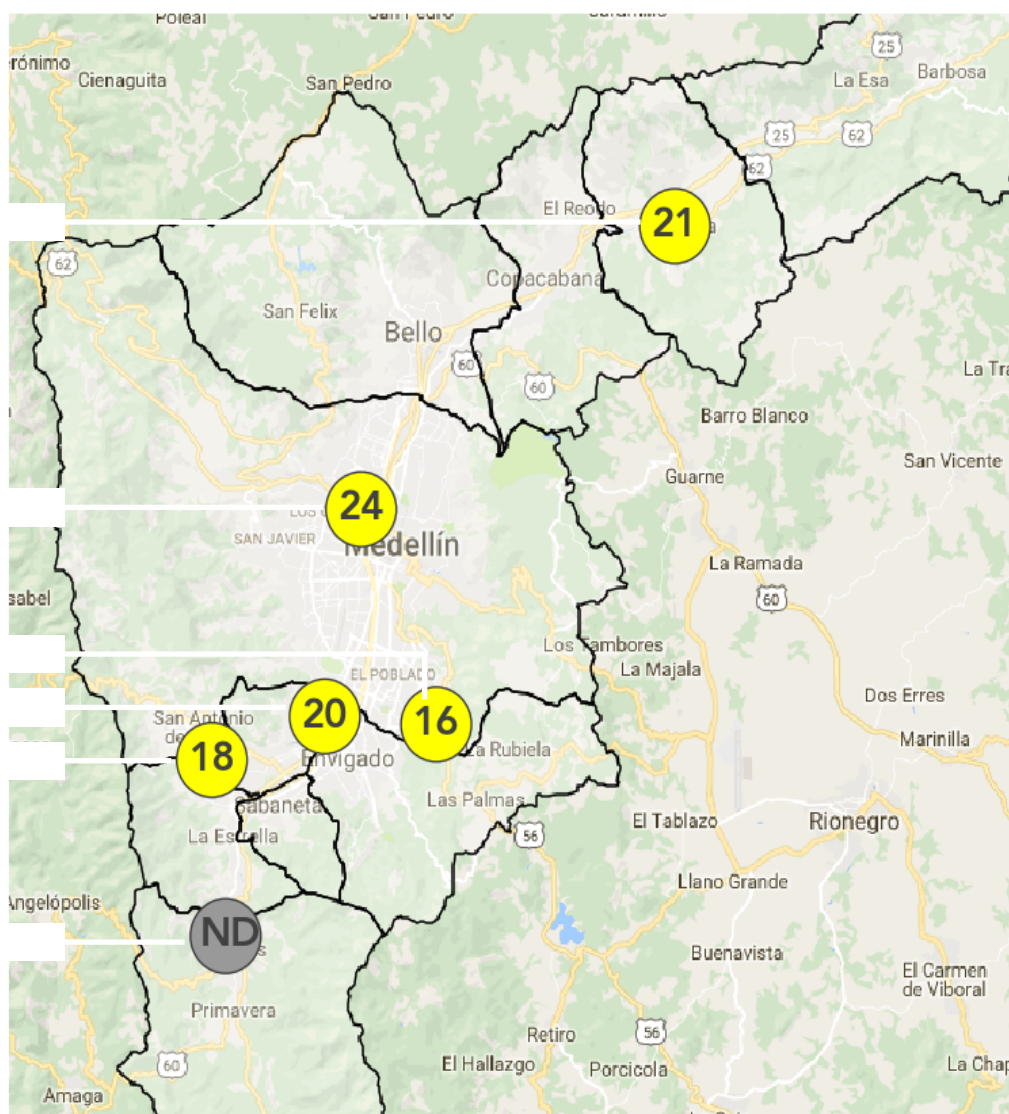 Poleal
San Pedro
25
Cienaguita
San Pedro
La Esa
Barbosa
25
62
62
El Reodo
21
62
Copacabana
San Felix
Bello
60
60
La Tra
Barro Blanco
San Vicente
Guarne
24
SAN JAVIER
Medellín
La Ramada
60
Los Tambores
La Majala
EL POBLADO
Dos Erres
San Antonio
de
20
16
Marinilla
18
Envigado
La Rubiela
Sabaneta
Las Palmas
La Estrella
56
El Tablazo
Rionegro
Llano Grande
Angelópolis
ND
s
Buenavista
El Carmen
de Viboral
Primavera
Retiro
56
60
El Hallazgo
Porcicola
La Chap
Amaga